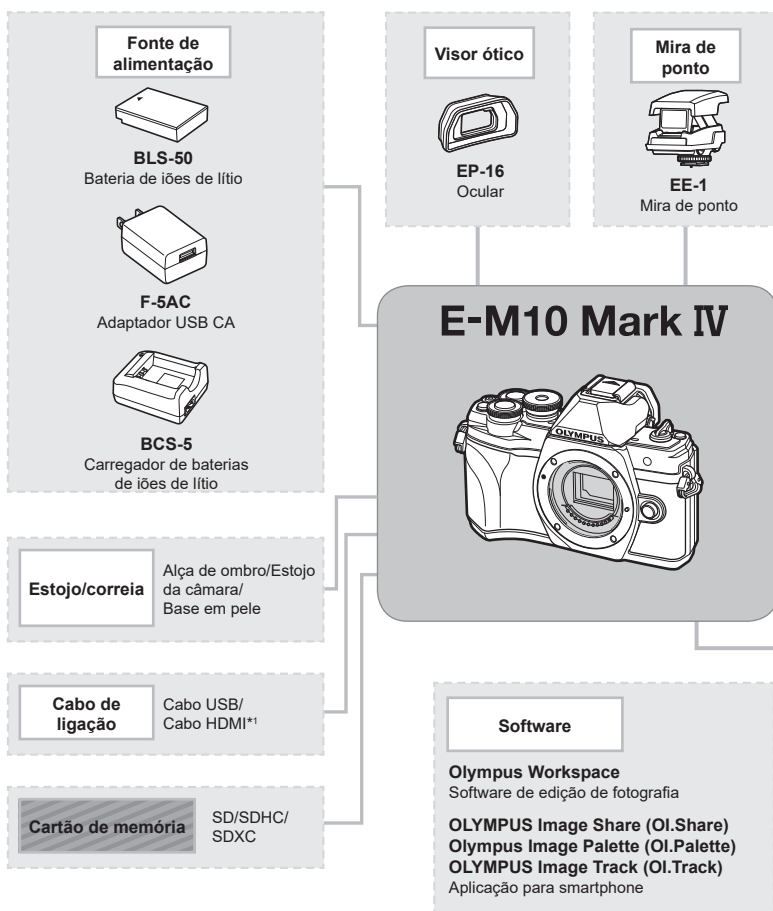 Fonte de
alimentação
BLS-50
Bateria de iões de lítio
F-5AC
Adaptador USB CA
BCS-5
Carregador de baterias
de iões de lítio
Visor ótico
EP-16
Ocular
Mira de
ponto
EE-1
Mira de ponto
E-M10 Mark IV
OLYMPUS
Estojo/correia
Alça de ombro/Estojo
da câmara/
Base em pele
Cabo de
ligação
Cabo USB/
Cabo HDMI*1
Cartão de memória
SD/SDHC/
SDXC
Software
Olympus Workspace
Software de edição de fotografia
OLYMPUS Image Share (OI.Share)
Olympus Image Palette (OI.Palette)
OLYMPUS Image Track (OI.Track)
Aplicação para smartphone